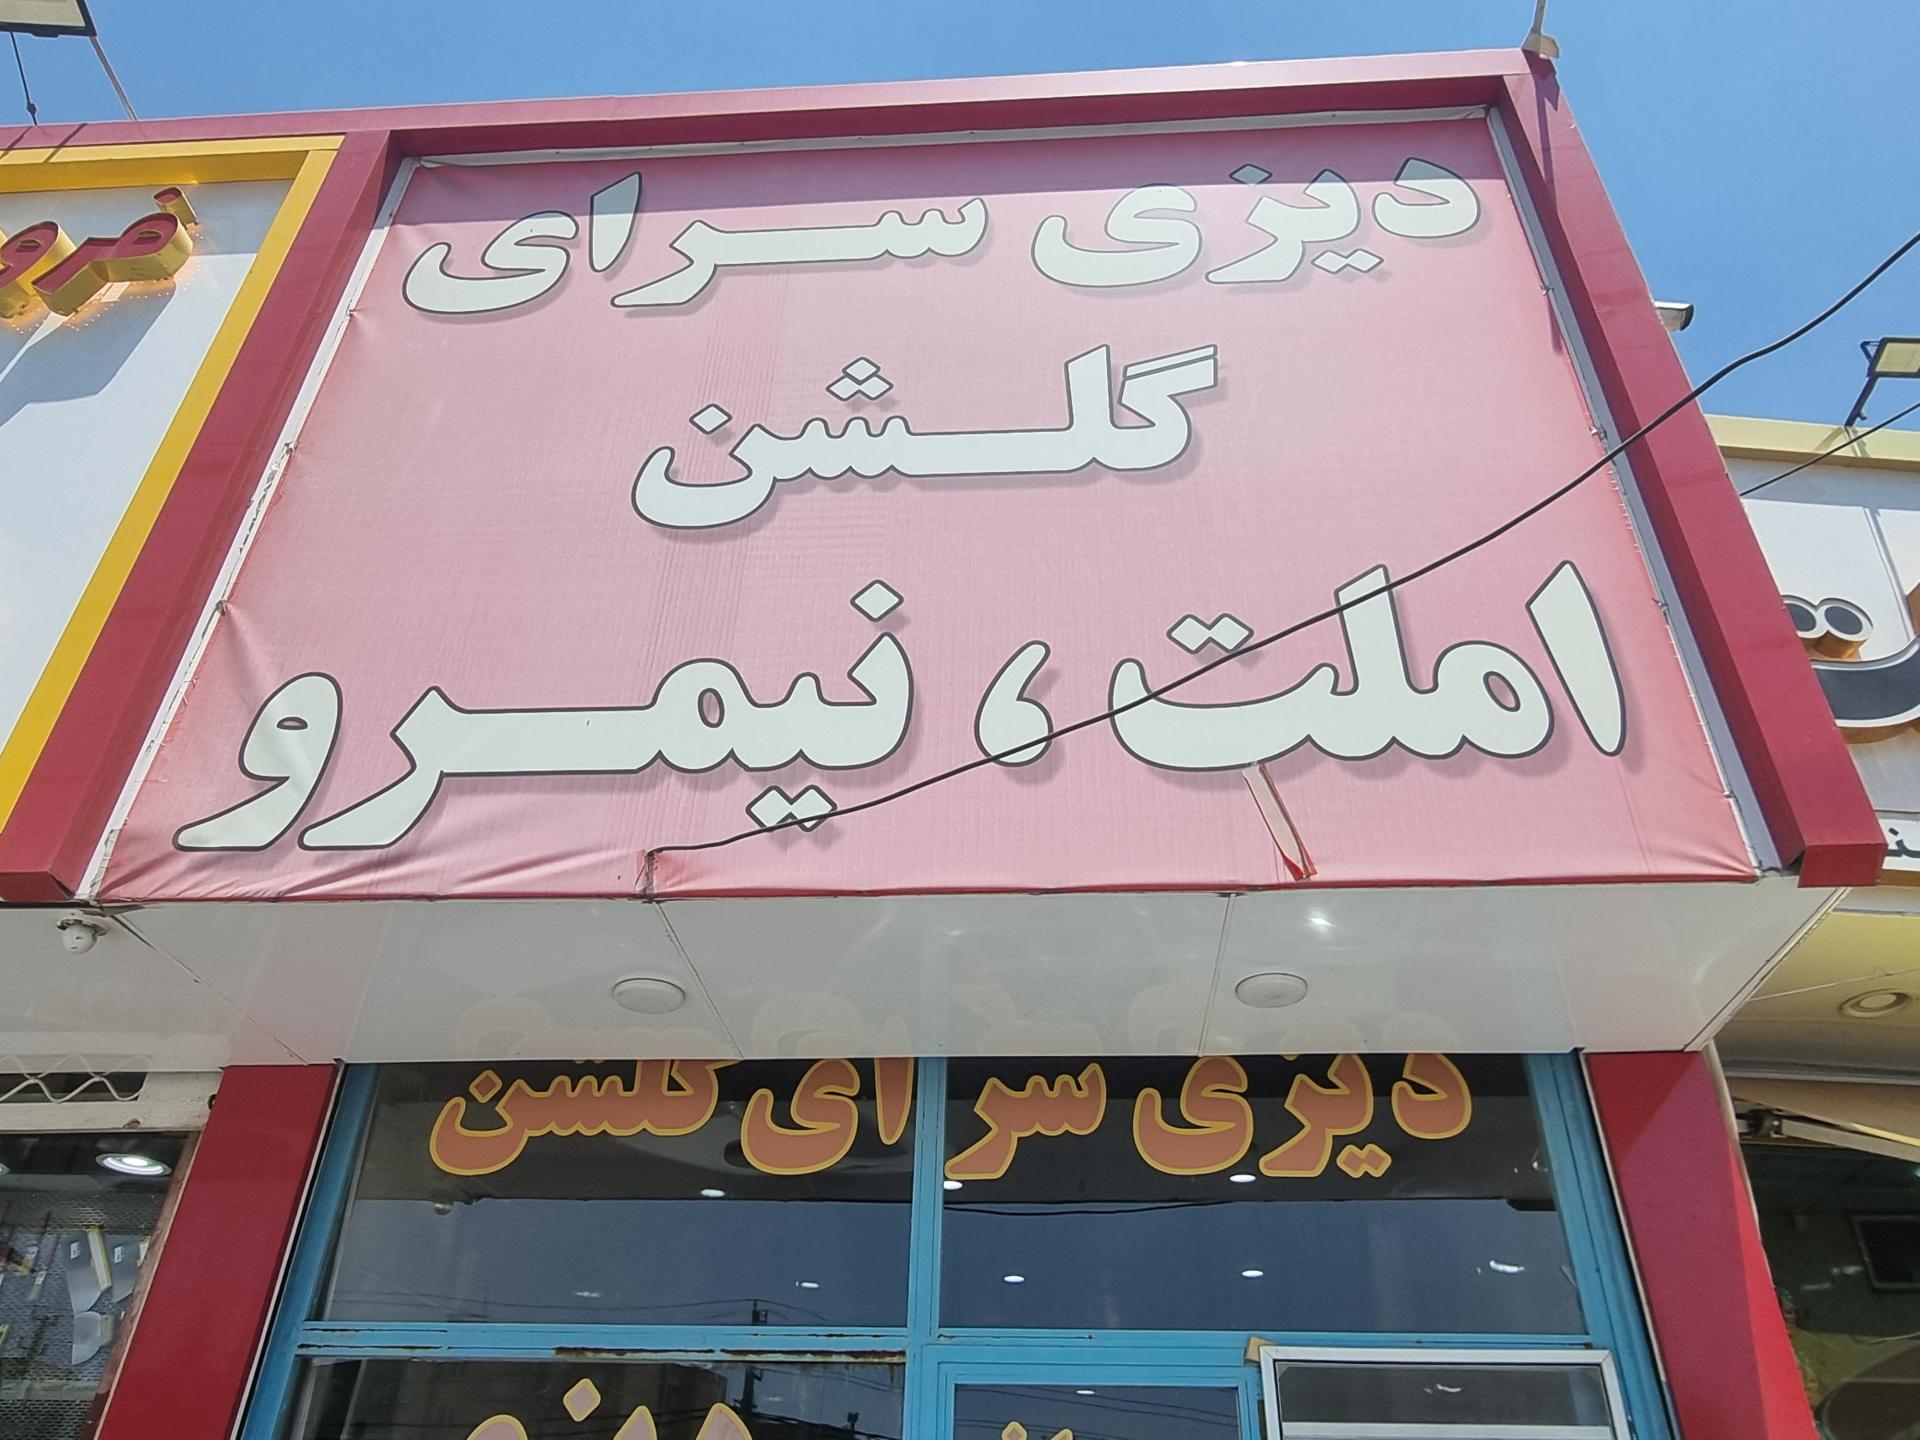 دیزی سرای
گلشن
املت، نیمرو
دیزی سرای گلشن